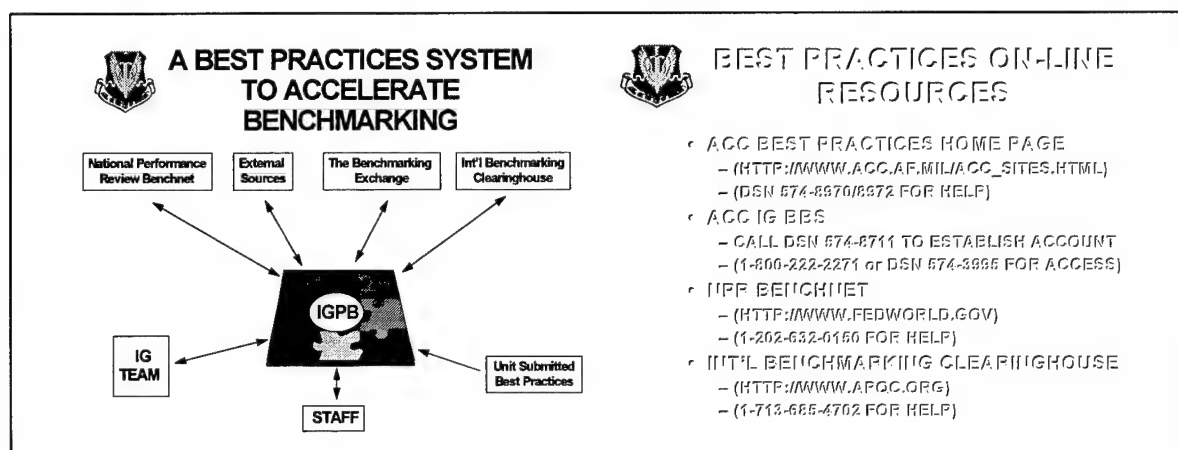 A BEST PRACTICES SYSTEM
TO ACCELERATE
BENCHMARKING
National Performance
Review Benchnet
External
Sources
The Benchmarking
Exchange
Int'l Benchmarking
Clearinghouse
IGPB
IG
TEAM
Unit Submitted
Best Practices
STAFF
BEST PRACTICES ON-LINE
RESOURCES
• ACC BEST PRACTICES HOME PAGE
– (HTTP://WWW.ACC.AF.MIL/ACC_SITES.HTML)
– (DSN 574-8970/8972 FOR HELP)
• ACC IG BBS
– CALL DSN 574-8711 TO ESTABLISH ACCOUNT
– (1-800-222-2271 or DSN 574-3995 FOR ACCESS)
• NPR BENCHNET
– (HTTP://WWW.FEDWORLD.GOV)
– (1-202-632-0150 FOR HELP)
• INT'L BENCHMARKING CLEARINGHOUSE
– (HTTP://WWW.APQC.ORG)
– (1-713-685-4702 FOR HELP)